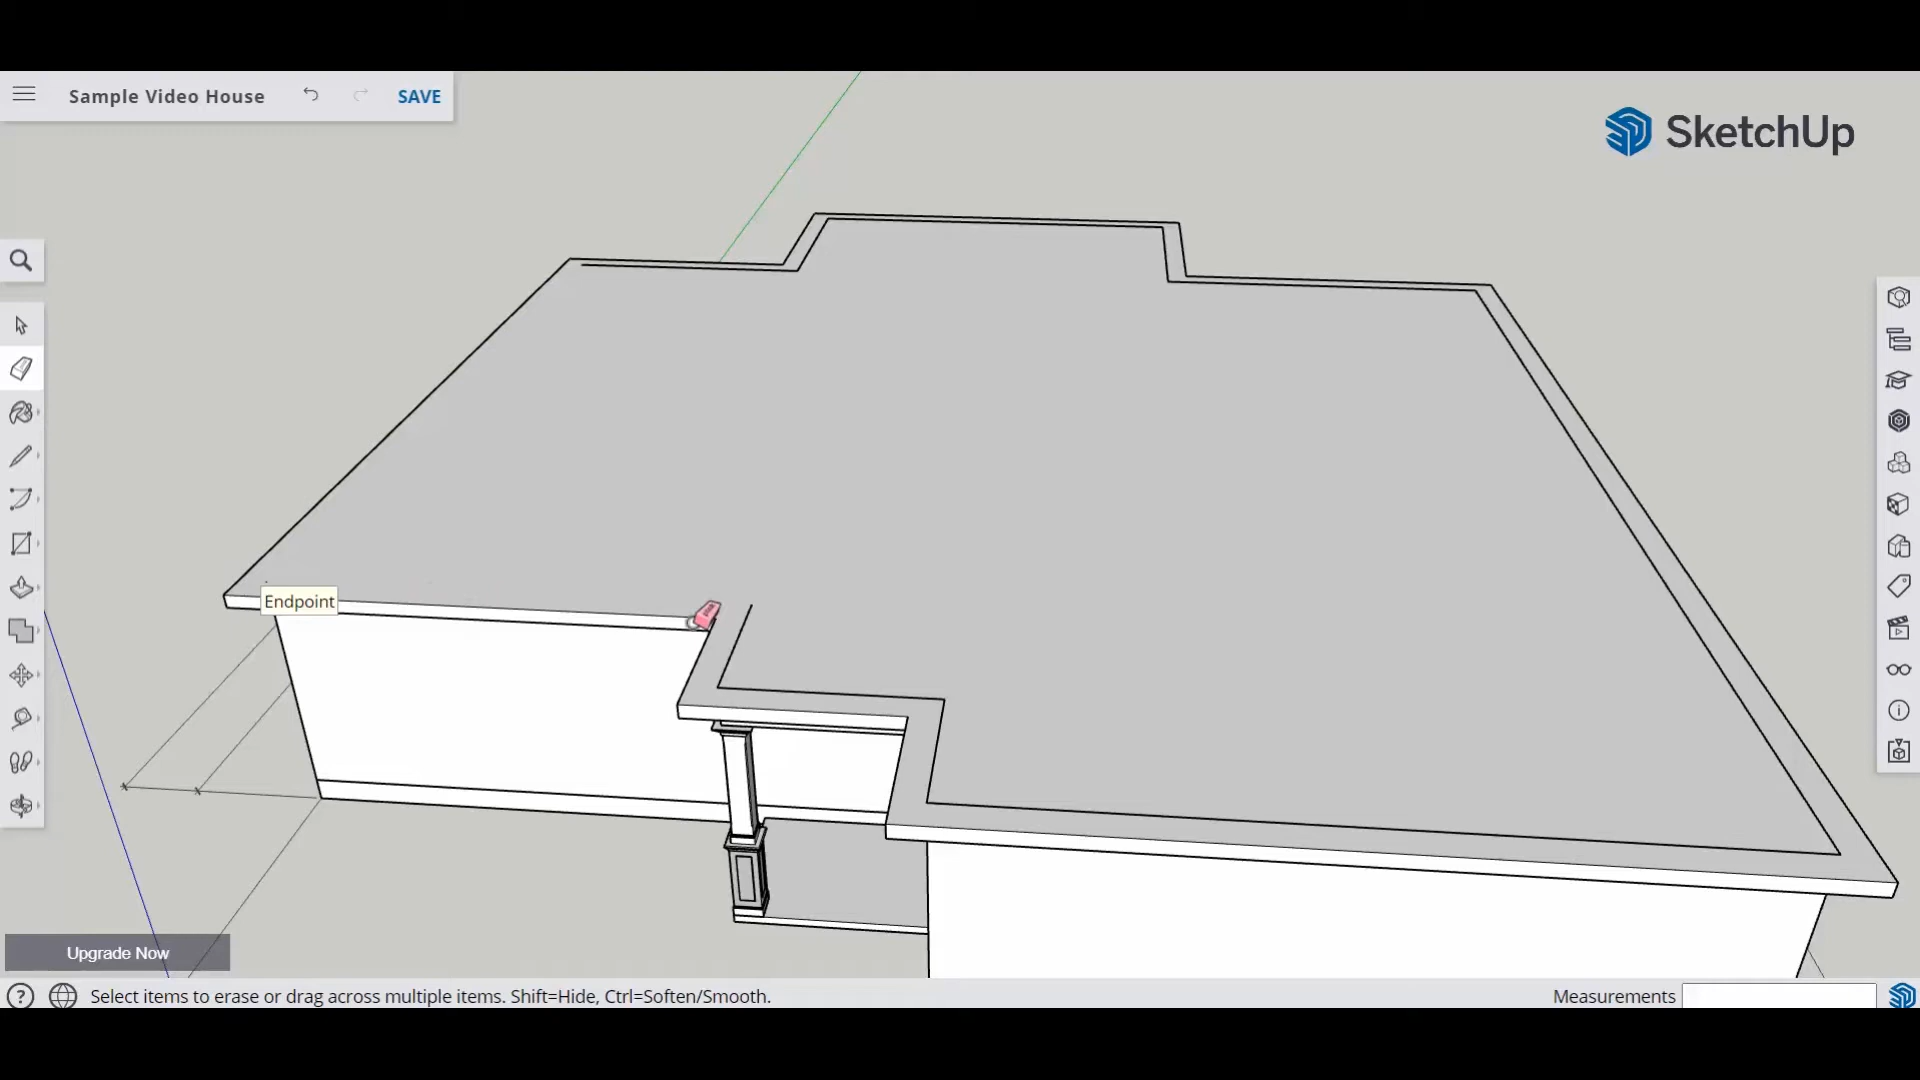 Sample Video House
SAVE
SketchUp
Endpoint
Upgrade Now
Select items to erase or drag across multiple items. Shift=Hide, Ctrl=Soften/Smooth.
Measurements